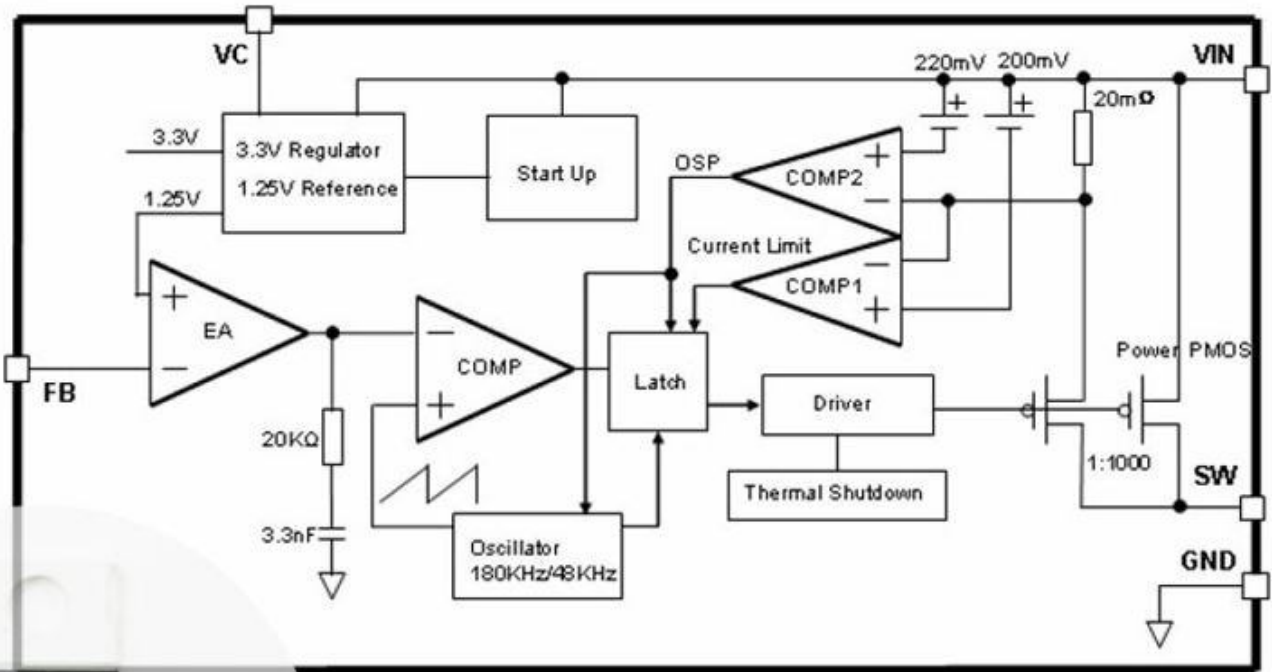 VC
220mV 200mV
VIN
20mΩ
3.3V
3.3V Regulator
1.25V Reference
Start Up
OSP
COMP2
+
-
1.25V
Current Limit
COMP1
-
+
+
EA
-
FB
-
COMP
+
Latch
Power PMOS
Driver
20KΩ
1:1000
Thermal Shutdown
SW
3.3nF
Oscillator
180KHz/48KHz
GND